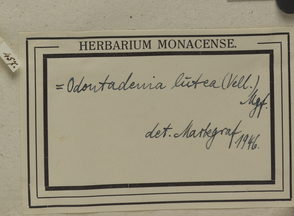 HERBARIUM MONACENSE.
= Odontadenia lutea (Vell.)
Mgf.
det. Markgraf
1946.